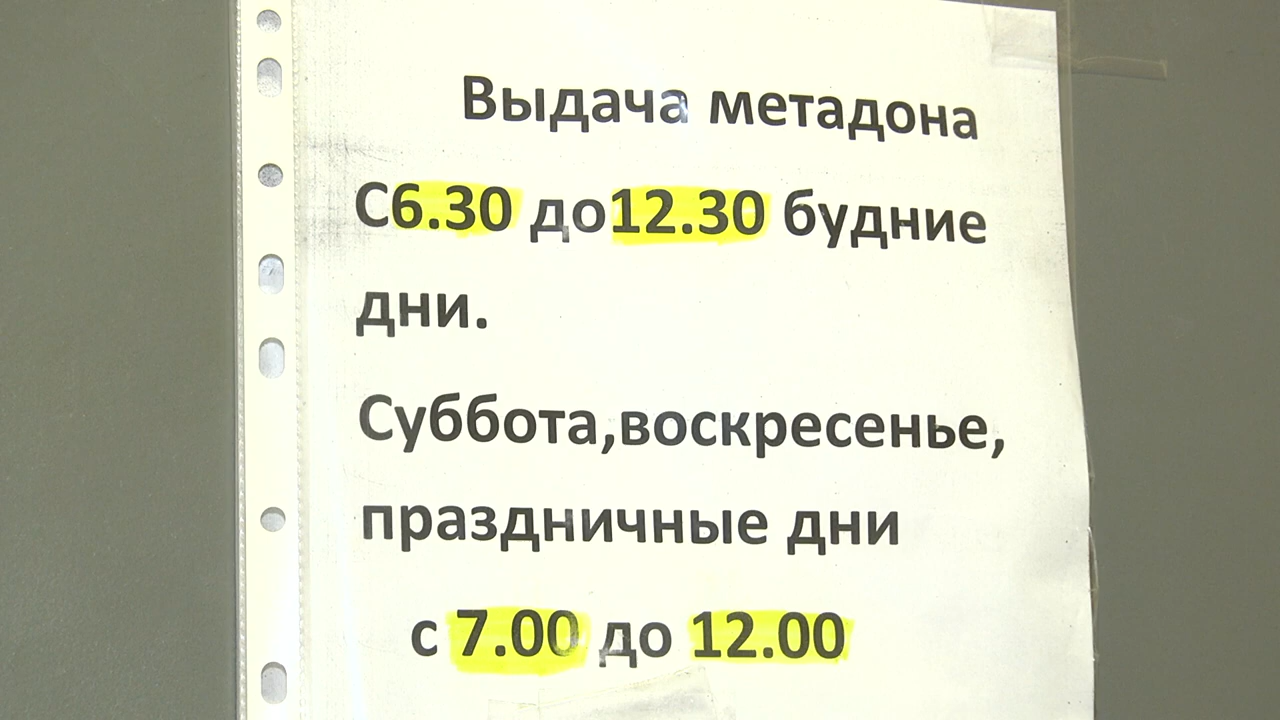 Выдача метадона
С6.30 до12.30 будние
дни.
Суббота,воскресенье,
праздничные дни
с 7.00 до 12.00